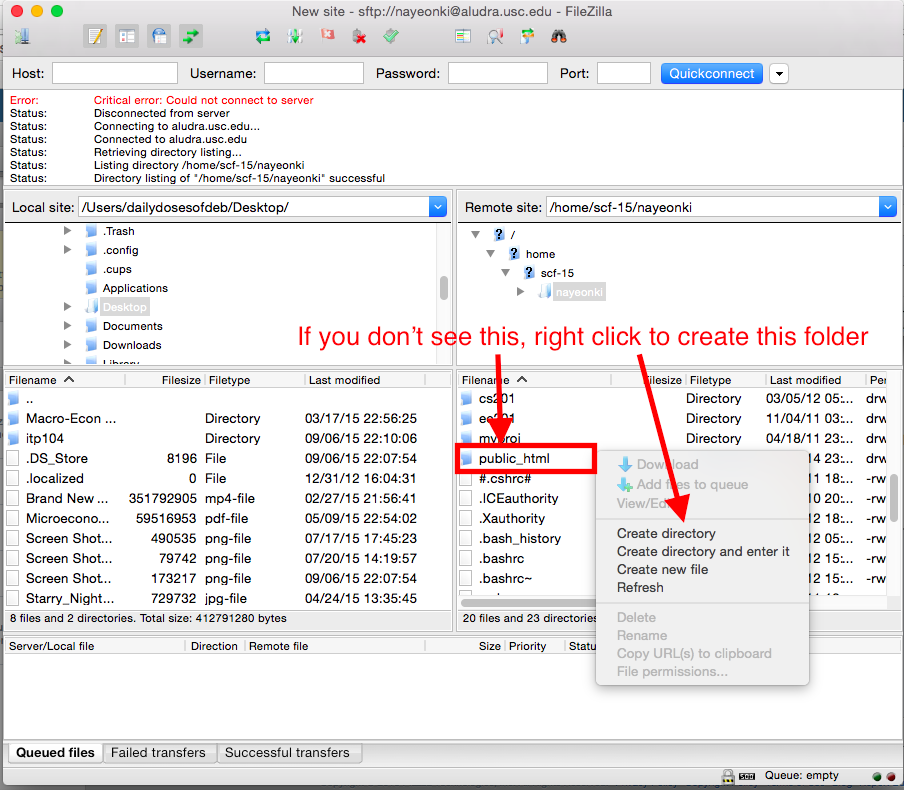 New site - sftp://nayeonki@aludra.usc.edu - FileZilla
Host: Username: Password: Port: Quickconnect
Error: Critical error: Could not connect to server
Status: Disconnected from server
Status: Connecting to aludra.usc.edu...
Status: Connected to aludra.usc.edu
Status: Retrieving directory listing...
Status: Listing directory /home/scf-15/nayeonki
Status: Directory listing of "/home/scf-15/nayeonki" successful
Local site: /Users/dailydosesofdeb/Desktop/
.Trash
.config
.cups
Applications
Desktop
Documents
Downloads
Library
Remote site: /home/scf-15/nayeonki
? /
? home
? scf-15
nayeonki
If you don't see this, right click to create this folder
Filename Filesize Filetype Last modified
..
Macro-Econ ... Directory 03/17/15 22:56:25
itp104 Directory 09/06/15 22:10:06
.DS_Store 8196 File 09/06/15 22:07:54
.localized 0 File 12/31/12 16:04:31
Brand New ... 351792905 mp4-file 02/27/15 21:56:41
Microecono... 59516953 pdf-file 05/09/15 22:54:02
Screen Shot... 490535 png-file 07/17/15 17:45:23
Screen Shot... 79742 png-file 07/20/15 14:19:57
Screen Shot... 173217 png-file 09/06/15 22:07:54
Starry_Night... 729732 jpg-file 04/24/15 13:35:45
8 files and 2 directories. Total size: 412791280 bytes
Filename Filesize Filetype Last modified Per
cs201 Directory 03/05/12 05:... drw
ee201 Directory 11/04/11 03:... drw
myproj Directory 04/18/11 23:... drw
public_html 14 23:... drw
#.cshrc# 11 18:... -rw
.ICEauthority 10 20:... -rw
.Xauthority 12 18:... -rw
.bash_history 12 06:... -rw
.bashrc 12 15:... -rw
.bashrc~ 12 15:... -rw
20 files and 23 directories
Download
Add files to queue
View/Edit
Create directory
Create directory and enter it
Create new file
Refresh
Delete
Rename
Copy URL(s) to clipboard
File permissions...
Server/Local file Direction Remote file Size Priority Statu
Queued files Failed transfers Successful transfers
Queue: empty